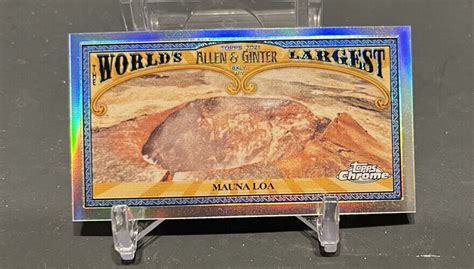 TOPPS 2021
THE WORLD'S ALLEN & GINTER LARGEST
MAUNA LOA
Topps Chrome